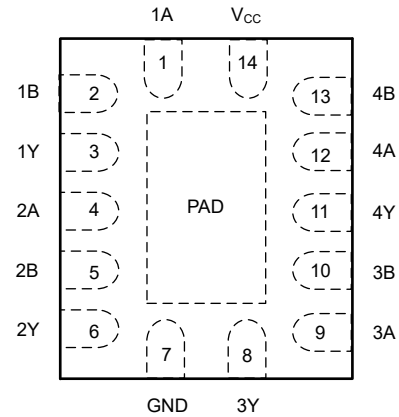 1A VCC
1 14
1B 2 13 4B
1Y 3 12 4A
2A 4 PAD 11 4Y
2B 5 10 3B
2Y 6 9 3A
7 8
GND 3Y